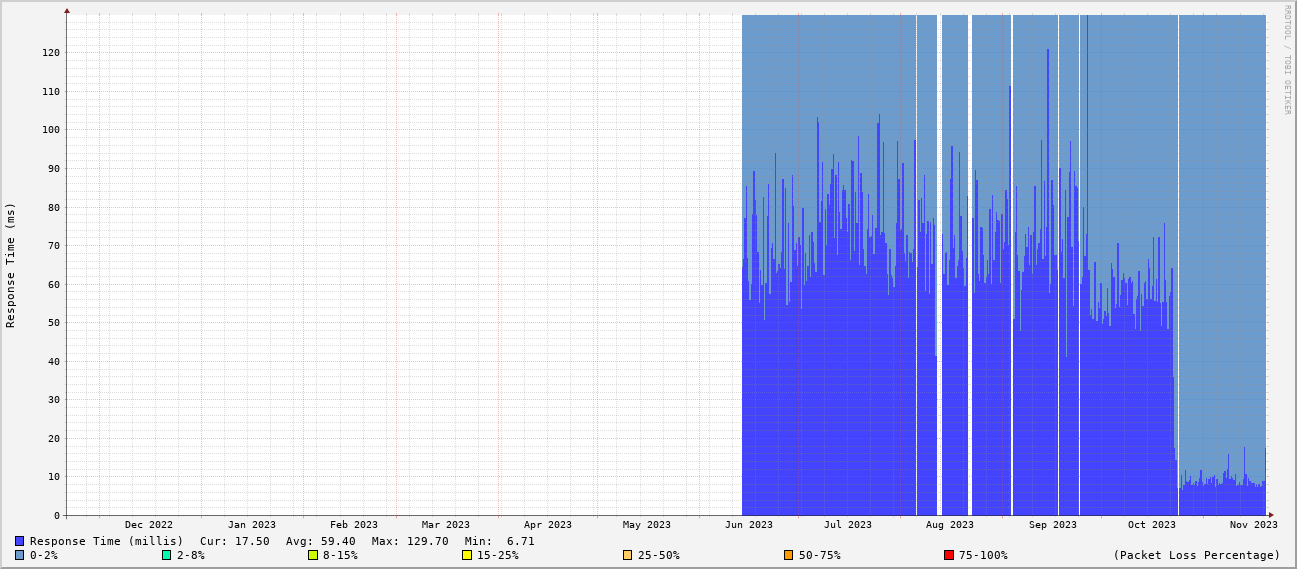 RRDTOOL / TOBI OETIKER
Response Time (ms)
120
110
100
90
80
70
60
50
40
30
20
10
0
Dec 2022 Jan 2023 Feb 2023 Mar 2023 Apr 2023 May 2023 Jun 2023 Jul 2023 Aug 2023 Sep 2023 Oct 2023 Nov 2023
Response Time (millis) Cur: 17.50 Avg: 59.40 Max: 129.70 Min: 6.71
0-2% 2-8% 8-15% 15-25% 25-50% 50-75% 75-100% (Packet Loss Percentage)